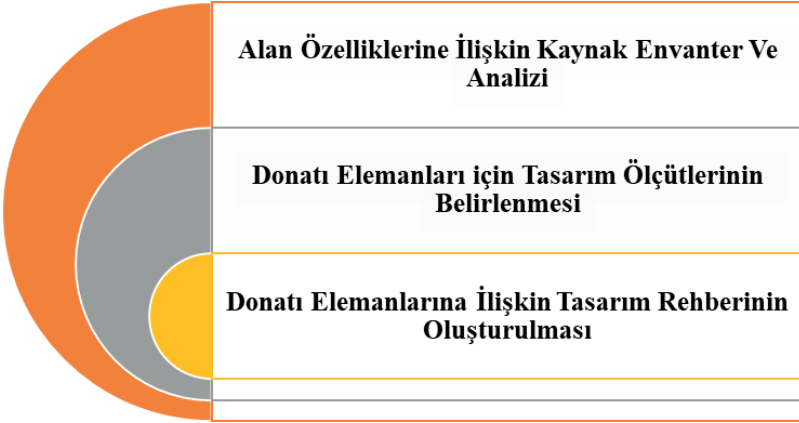 Alan Özelliklerine İlişkin Kaynak Envanter Ve
Analizi
Donatı Elemanları için Tasarım Ölçütlerinin
Belirlenmesi
Donatı Elemanlarına İlişkin Tasarım Rehberinin
Oluşturulması